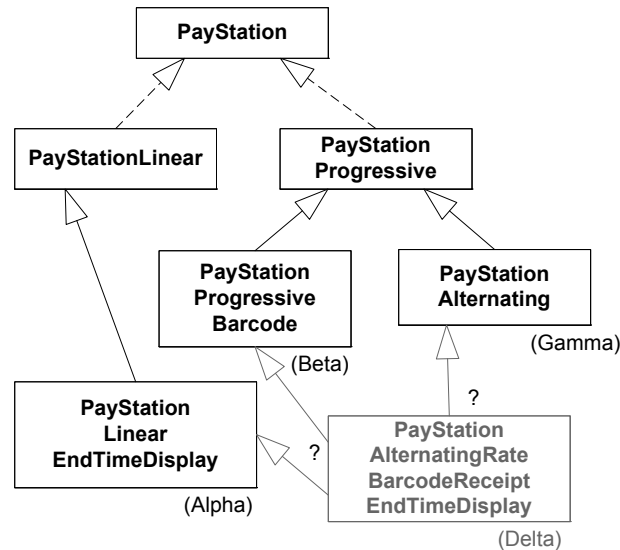 PayStation
PayStationLinear
PayStation
Progressive
PayStation
Progressive
Barcode
(Beta)
PayStation
Alternating
(Gamma)
PayStation
Linear
EndTimeDisplay
(Alpha)
?
?
PayStation
AlternatingRate
BarcodeReceipt
EndTimeDisplay
(Delta)